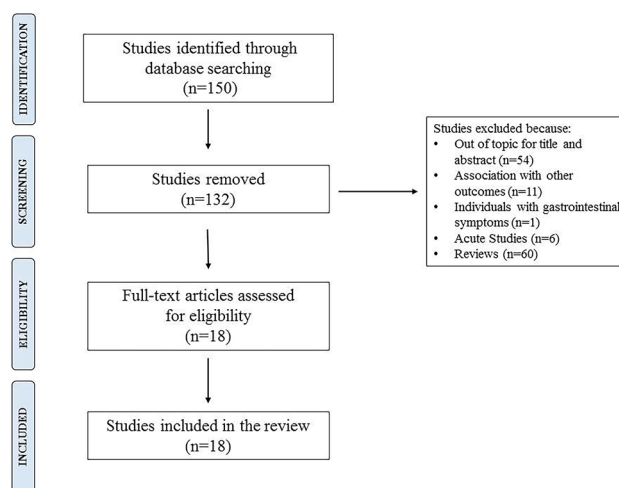 IDENTIFICATION
Studies identified through
database searching
(n=150)
SCREENING
Studies removed
(n=132)
Studies excluded because:
• Out of topic for title and
abstract (n=54)
• Association with other
outcomes (n=11)
• Individuals with gastrointestinal
symptoms (n=1)
• Acute Studies (n=6)
• Reviews (n=60)
ELIGIBILITY
Full-text articles assessed
for eligibility
(n=18)
INCLUDED
Studies included in the review
(n=18)